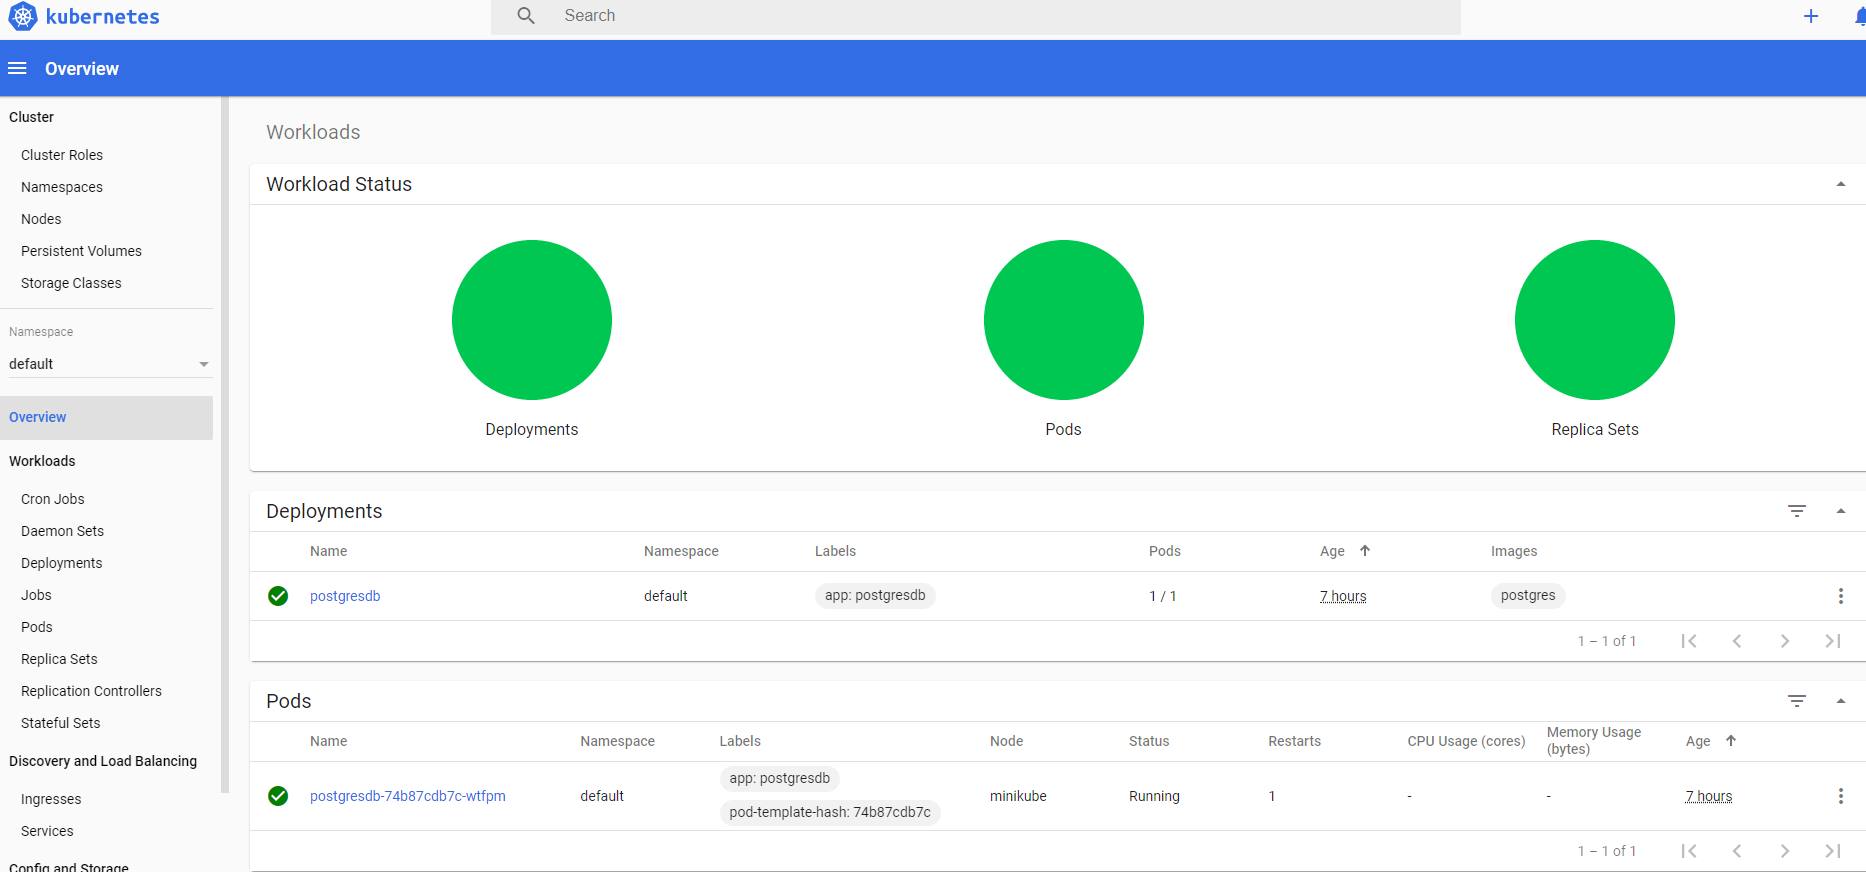 kubernetes
Search
Overview
Cluster
Cluster Roles
Namespaces
Nodes
Persistent Volumes
Storage Classes
Namespace
default
Overview
Workloads
Cron Jobs
Daemon Sets
Deployments
Jobs
Pods
Replica Sets
Replication Controllers
Stateful Sets
Discovery and Load Balancing
Ingresses
Services
Config and Storage
Workloads
Workload Status
Deployments Pods Replica Sets
Deployments
Name Namespace Labels Pods Age Images
postgresdb default app: postgresdb 1 / 1 7 hours postgres
1 – 1 of 1
Pods
Name Namespace Labels Node Status Restarts CPU Usage (cores) Memory Usage (bytes) Age
postgresdb-74b87cdb7c-wtfpm default app: postgresdb minikube Running 1 - - 7 hours
pod-template-hash: 74b87cdb7c
1 – 1 of 1